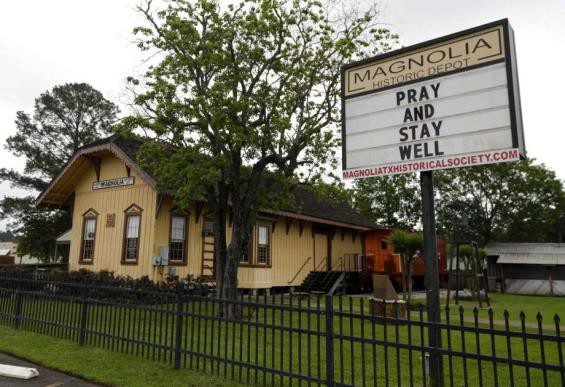 MAGNOLIA
HISTORIC DEPOT
PRAY
AND
STAY
WELL
MAGNOLIATXHISTORICALSOCIETY.COM
MAGNOLIA